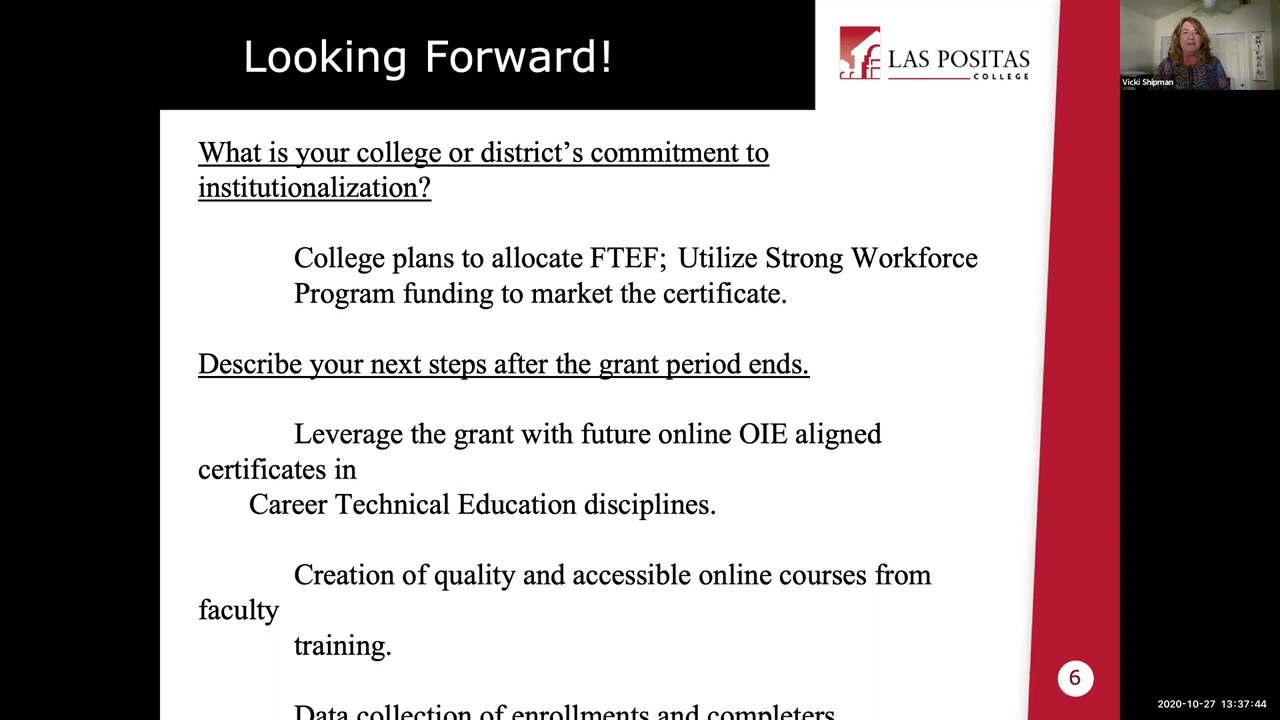 Looking Forward!
LAS POSITAS
COLLEGE
Vicki Shipman
What is your college or district’s commitment to
institutionalization?
College plans to allocate FTEF; Utilize Strong Workforce
Program funding to market the certificate.
Describe your next steps after the grant period ends.
Leverage the grant with future online OIE aligned
certificates in
Career Technical Education disciplines.
Creation of quality and accessible online courses from
faculty
training.
Data collection of enrollments and completers
6
2020-10-27 13:37:44